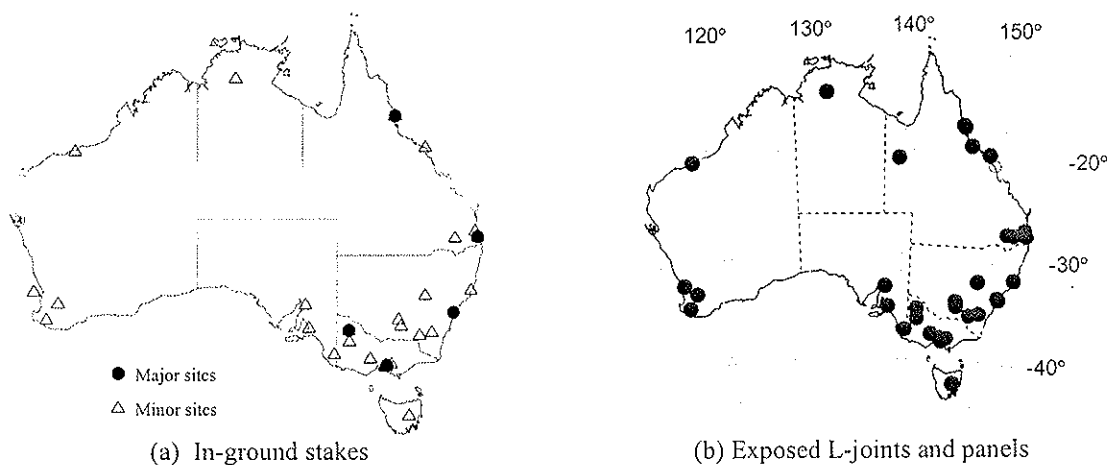 120°
130°
140°
150°
-20°
-30°
-40°
● Major sites
△ Minor sites
(a) In-ground stakes
(b) Exposed L-joints and panels